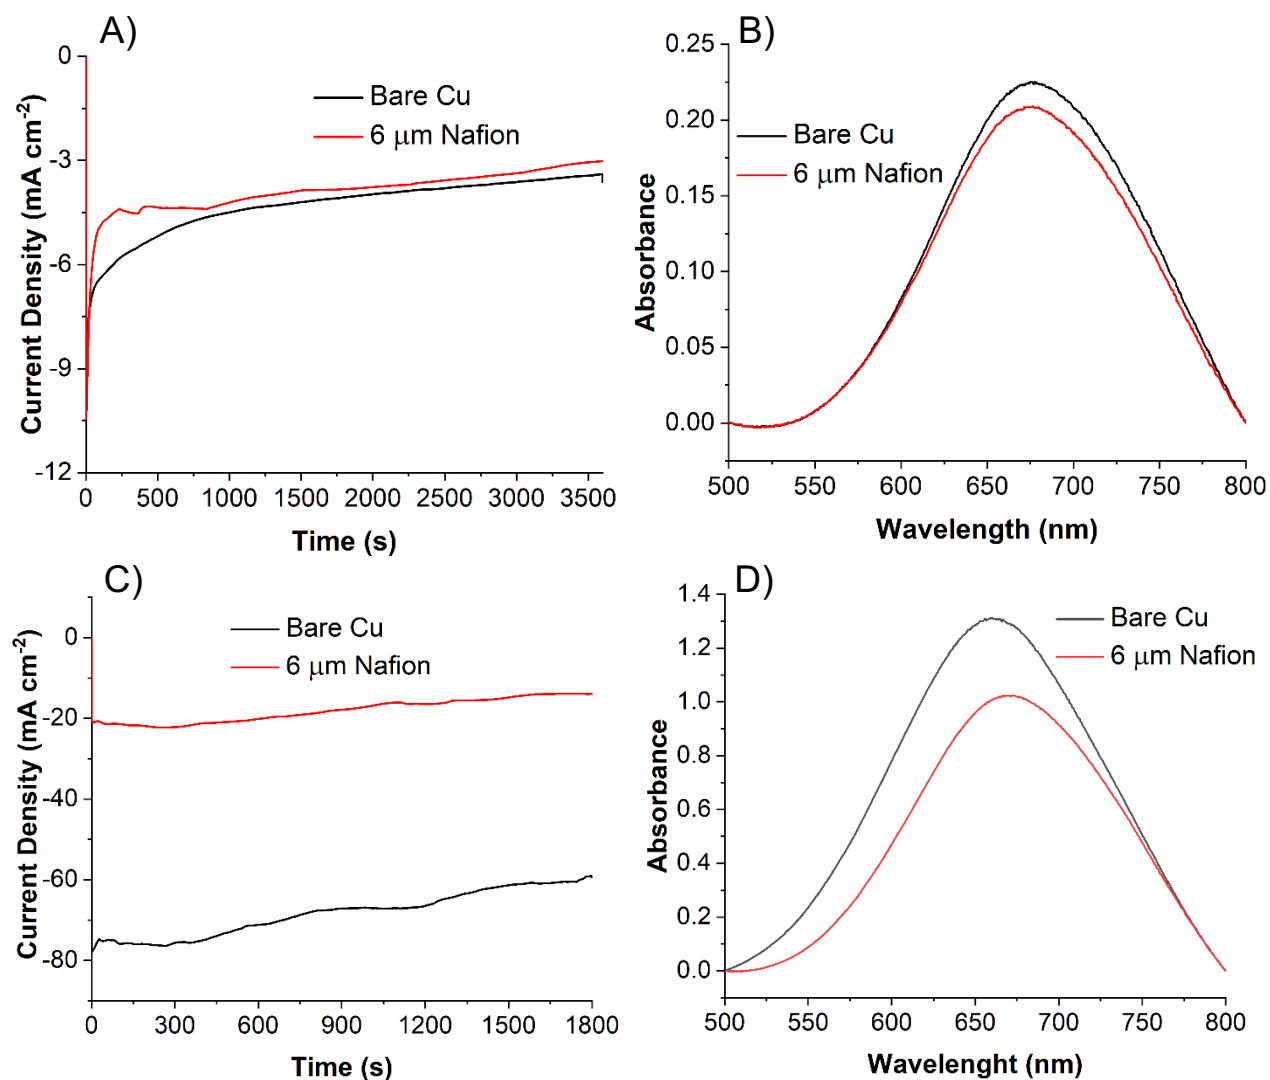 A)
0
-3
-6
-9
-12
Current Density (mA cm⁻²)
Bare Cu
6 μm Nafion
0 500 1000 1500 2000 2500 3000 3500
Time (s)
B)
0.25
0.20
0.15
0.10
0.05
0.00
Absorbance
Bare Cu
6 μm Nafion
500 550 600 650 700 750 800
Wavelength (nm)
C)
0
-20
-40
-60
-80
Current Density (mA cm⁻²)
Bare Cu
6 μm Nafion
0 300 600 900 1200 1500 1800
Time (s)
D)
1.4
1.2
1.0
0.8
0.6
0.4
0.2
0.0
Absorbance
Bare Cu
6 μm Nafion
500 550 600 650 700 750 800
Wavelenght (nm)